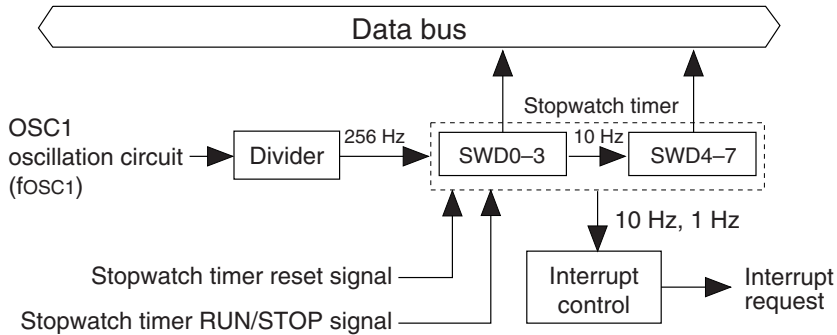 Data bus
Stopwatch timer
OSC1
oscillation circuit
(fOSC1)
Divider
256 Hz
SWD0–3
10 Hz
SWD4–7
10 Hz, 1 Hz
Stopwatch timer reset signal
Stopwatch timer RUN/STOP signal
Interrupt
control
Interrupt
request